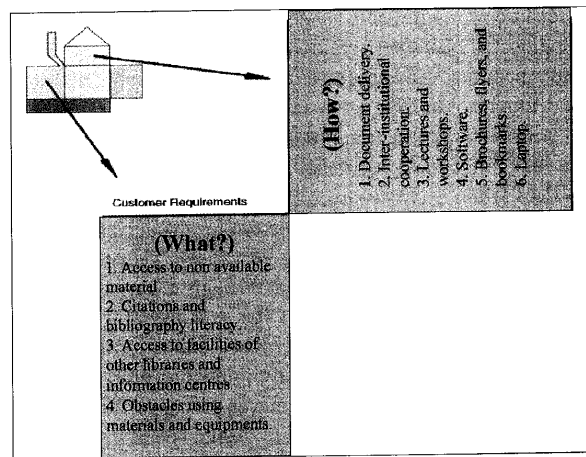 (How?)
1. Document delivery.
2. Inter-institutional
cooperation.
3. Lectures and
workshops.
4. Software.
5. Brochures, flyers, and
bookmarks
6. Laptop.
Customer Requirements
(What?)
1. Access to non available
material
2. Citations and
bibliography literacy.
3. Access to facilities of
other libraries and
information centres
4. Obstacles using
materials and equipments